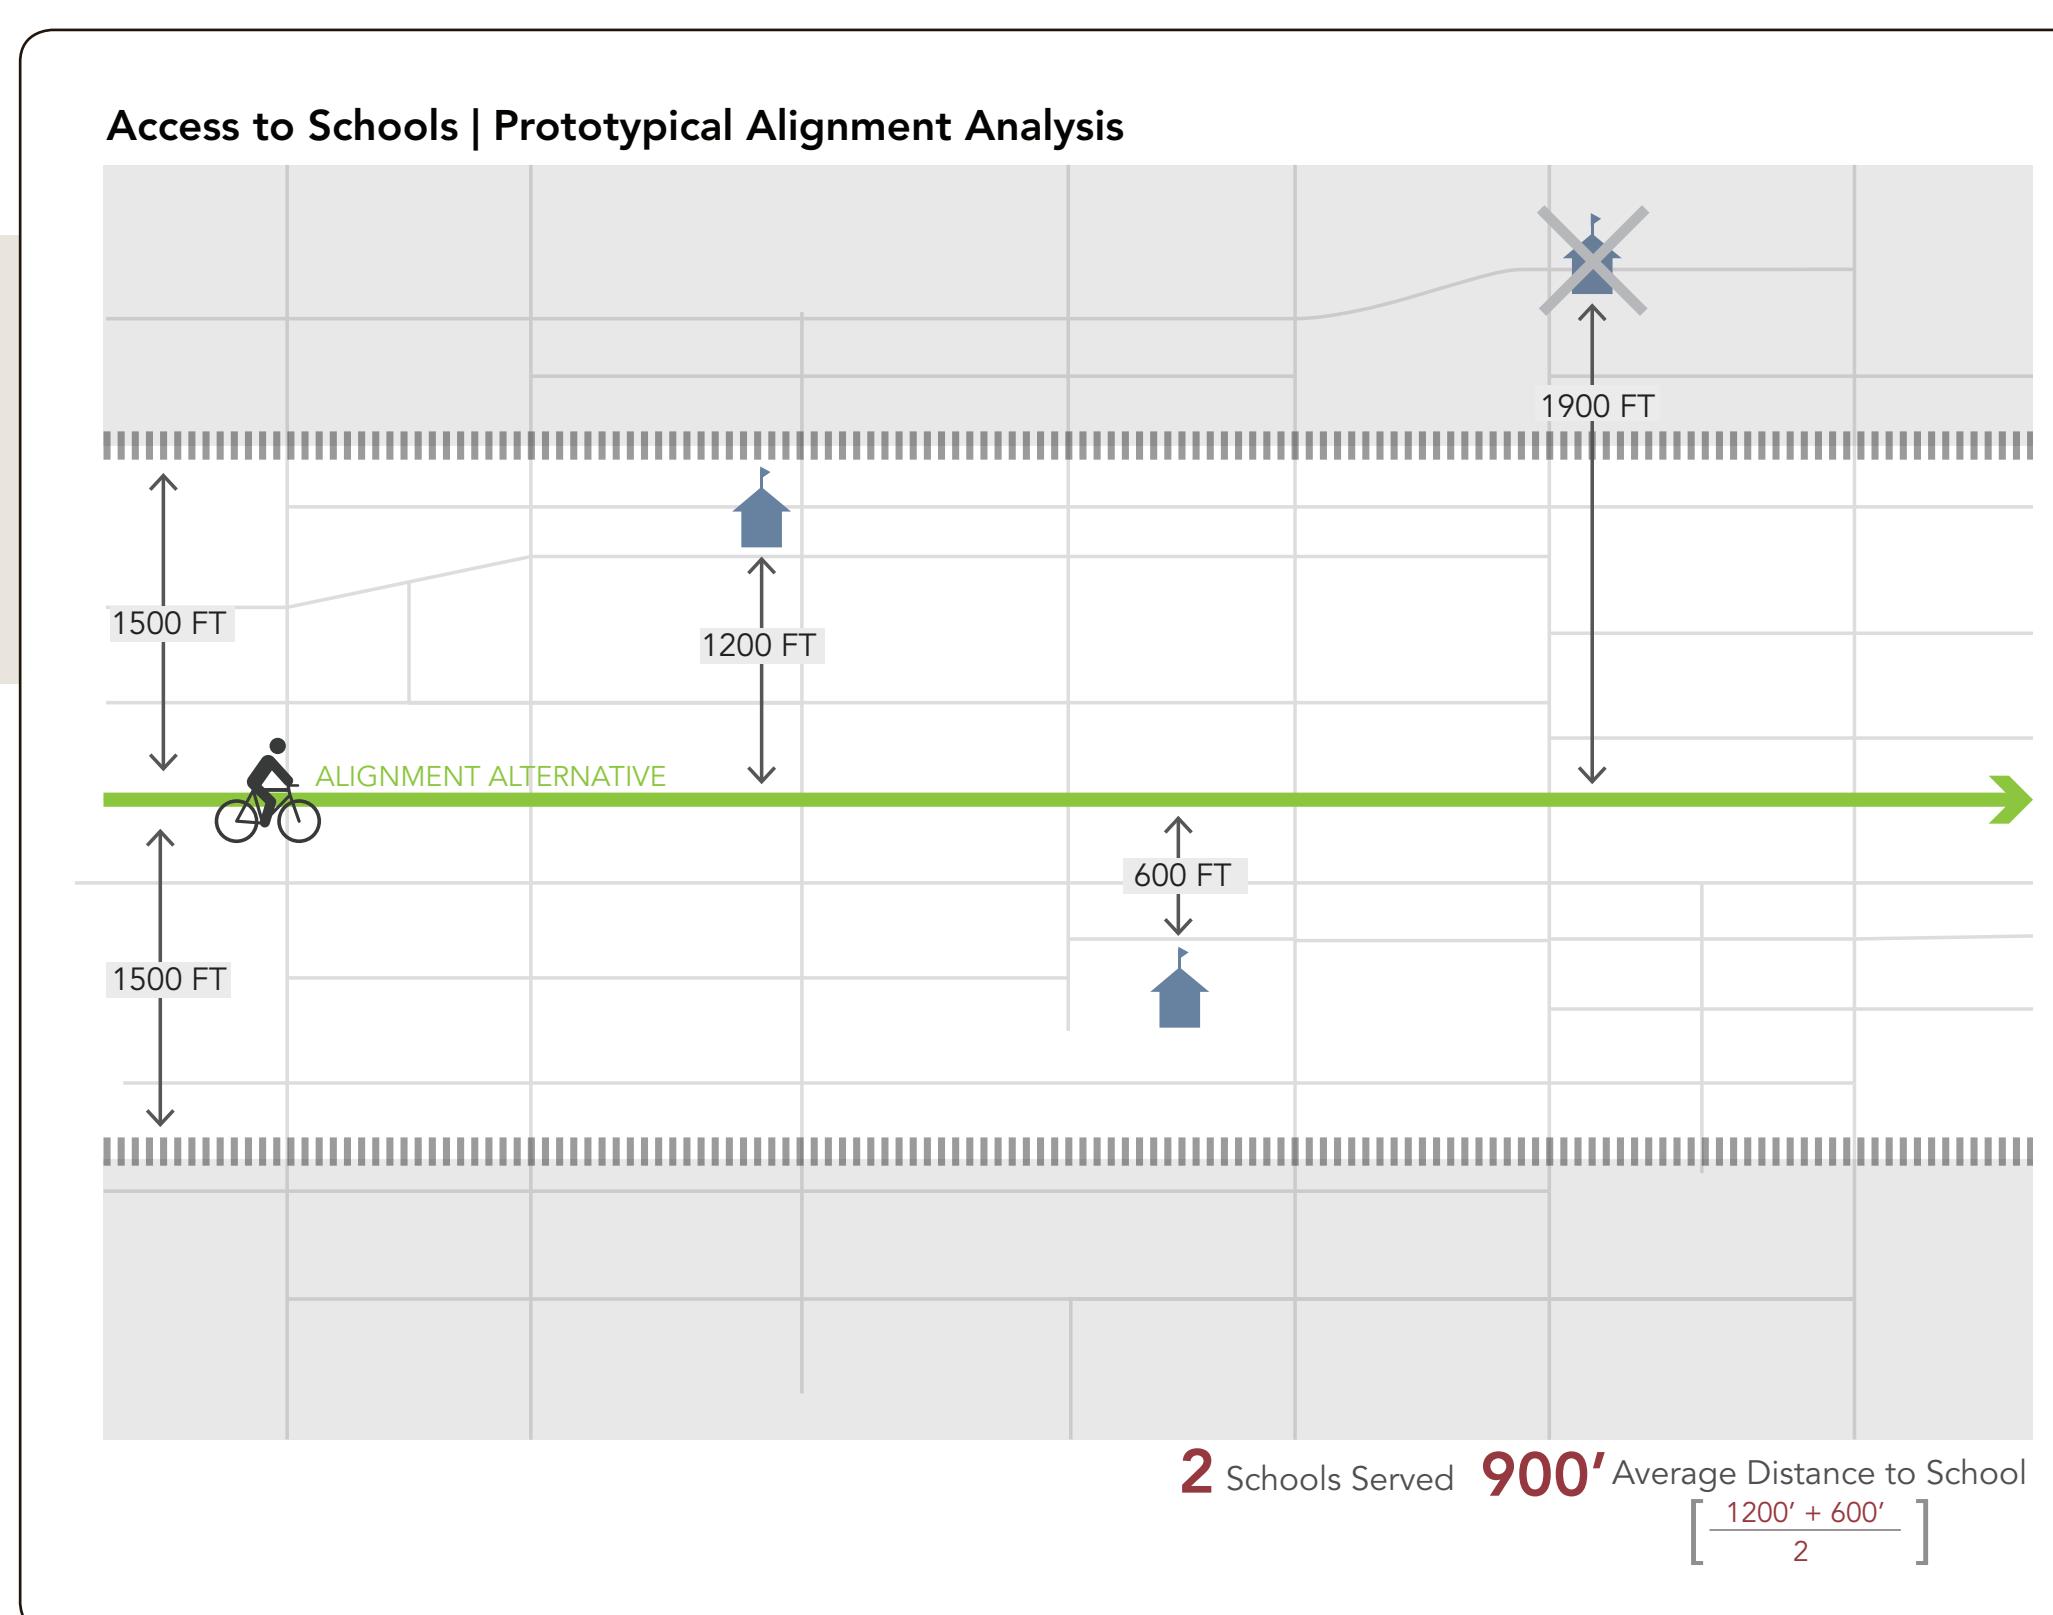 Access to Schools | Prototypical Alignment Analysis
1900 FT
1500 FT
1200 FT
ALIGNMENT ALTERNATIVE
600 FT
1500 FT
2 Schools Served 900′ Average Distance to School
1200′ + 600′
2